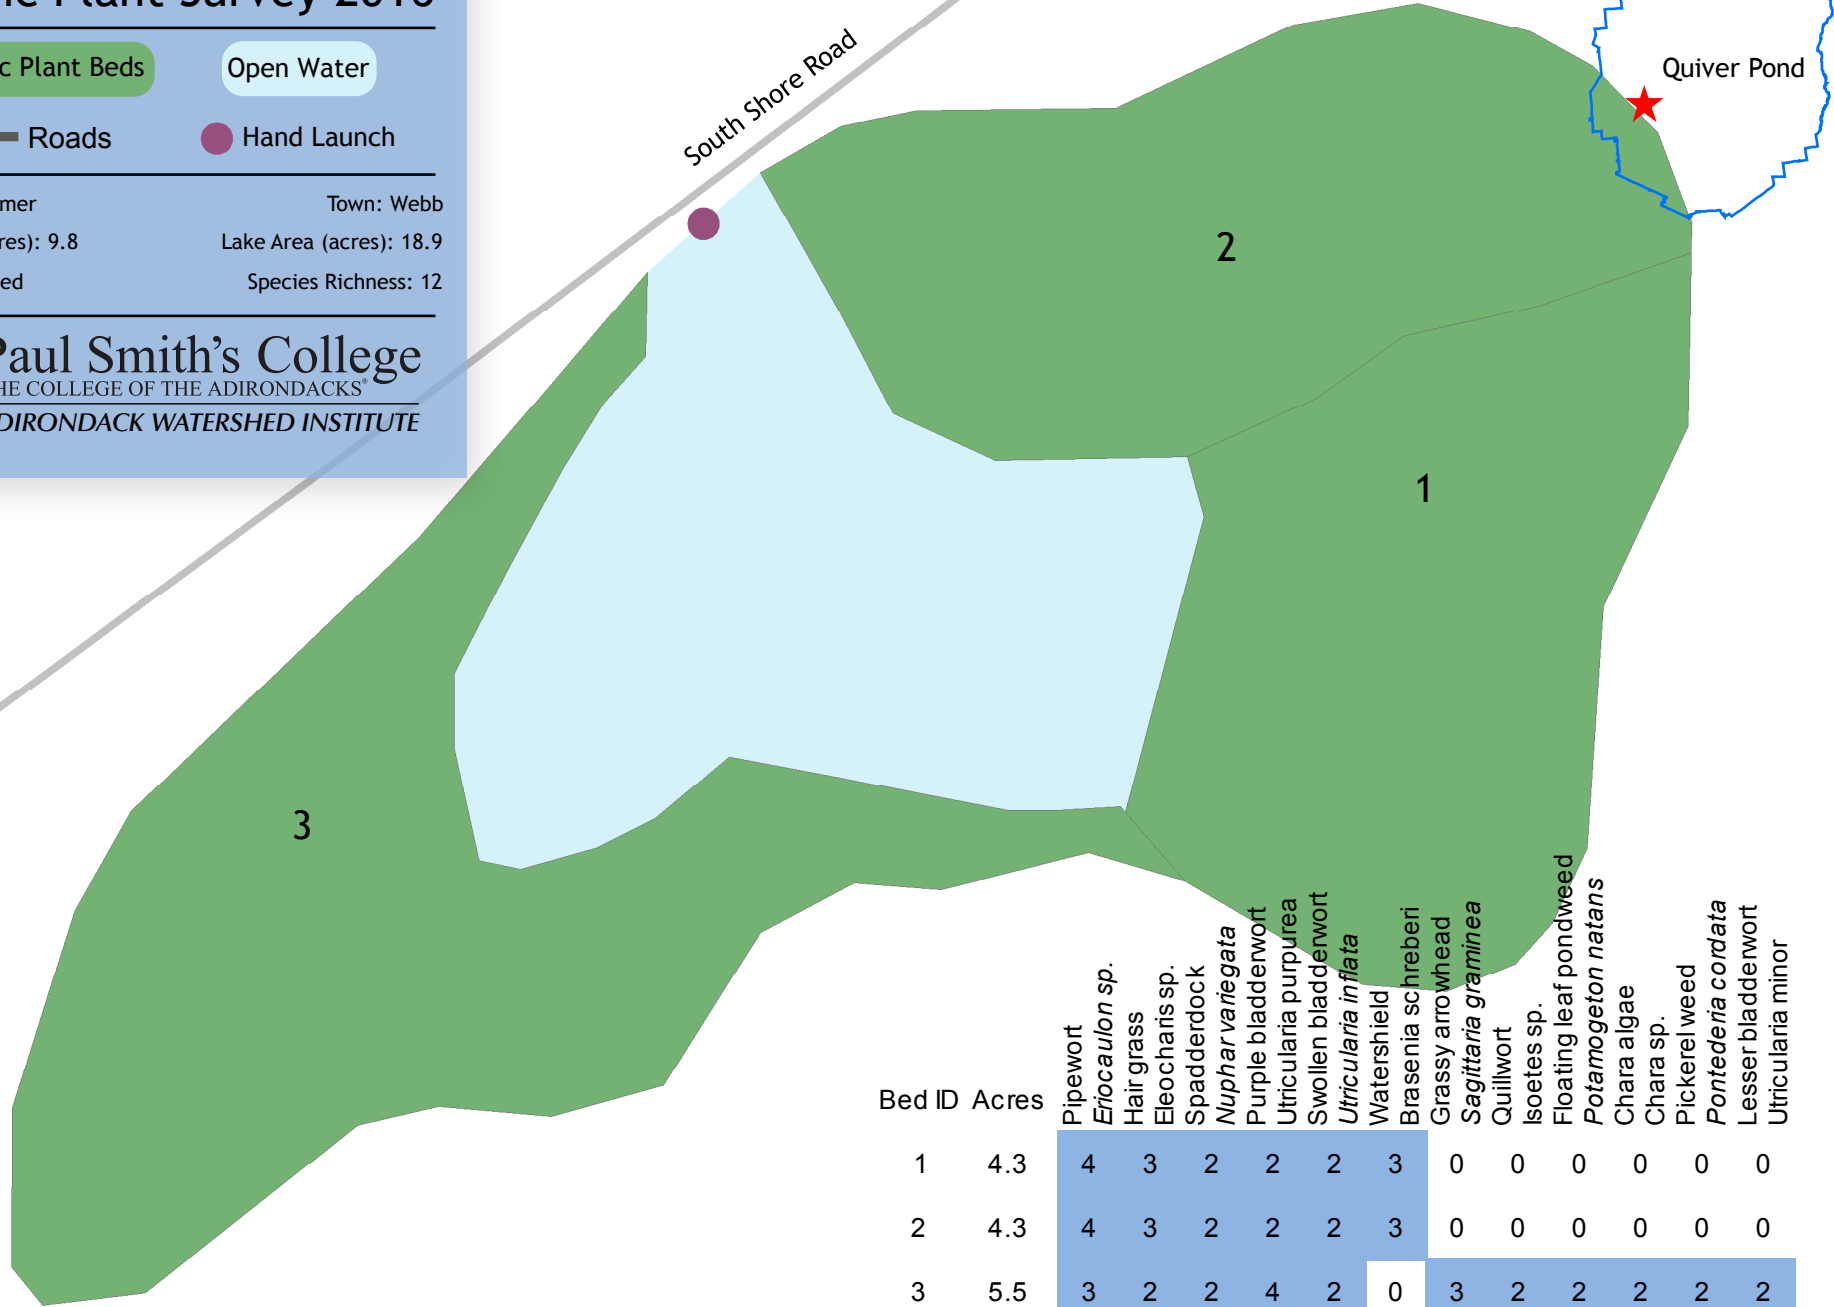 Plant Survey
Plant Beds
Open Water
Roads
Hand Launch
Town: Webb
9.8
Lake Area (acres): 18.9
Species Richness: 12
Paul Smith's College
COLLEGE OF THE ADIRONDACKS®
WATERSHED INSTITUTE
South Shore Road
Quiver Pond
2
1
3
Bed ID Acres
Pipewort
Eriocaulon sp.
Hair grass
Eleocharis sp.
Spadderdock
Nuphar variegata
Purple bladderwort
Utricularia purpurea
Swollen bladderwort
Utricularia inflata
Watershield
Brasenia schreberi
Grassy arrowhead
Sagittaria graminea
Quillwort
Isoetes sp.
Floating leaf pondweed
Potamogeton natans
Chara algae
Chara sp.
Pickerel weed
Pontederia cordata
Lesser bladderwort
Utricularia minor
1 4.3 4 3 2 2 2 3 0 0 0 0 0 0
2 4.3 4 3 2 2 2 3 0 0 0 0 0 0
3 5.5 3 2 2 4 2 0 3 2 2 2 2 2